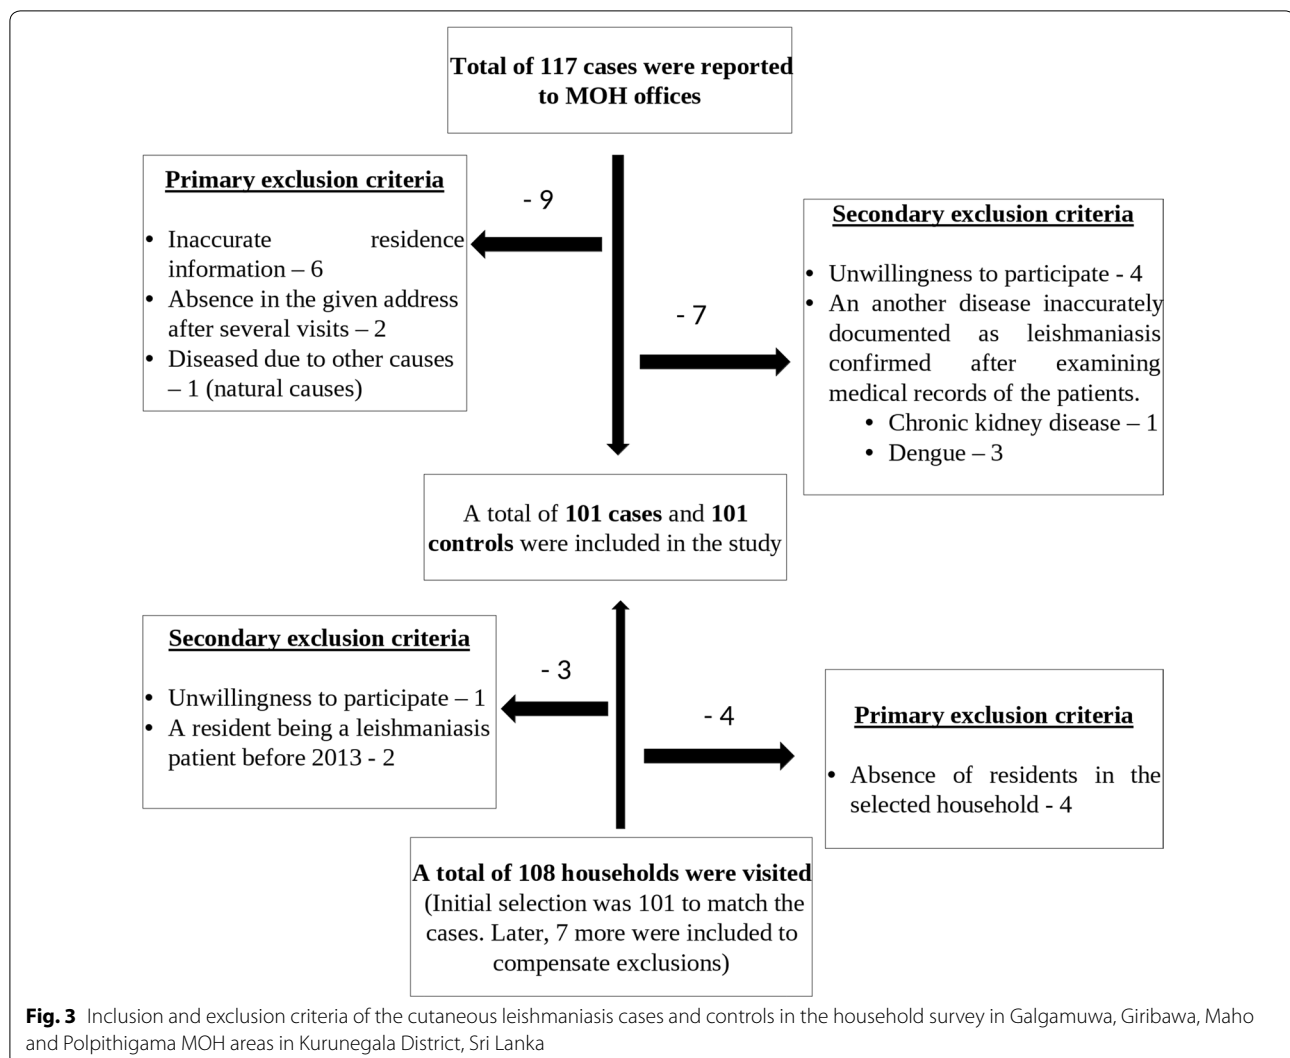 Total of 117 cases were reported
to MOH offices
Primary exclusion criteria
• Inaccurate residence
information – 6
• Absence in the given address
after several visits – 2
• Diseased due to other causes
– 1 (natural causes)
- 9
Secondary exclusion criteria
• Unwillingness to participate - 4
• An another disease inaccurately
documented as leishmaniasis
confirmed after examining
medical records of the patients.
• Chronic kidney disease – 1
• Dengue – 3
- 7
A total of 101 cases and 101
controls were included in the study
Secondary exclusion criteria
• Unwillingness to participate – 1
• A resident being a leishmaniasis
patient before 2013 - 2
- 3
- 4
Primary exclusion criteria
• Absence of residents in the
selected household - 4
A total of 108 households were visited
(Initial selection was 101 to match the
cases. Later, 7 more were included to
compensate exclusions)
Fig. 3 Inclusion and exclusion criteria of the cutaneous leishmaniasis cases and controls in the household survey in Galgamuwa, Giribawa, Maho
and Polpithigama MOH areas in Kurunegala District, Sri Lanka